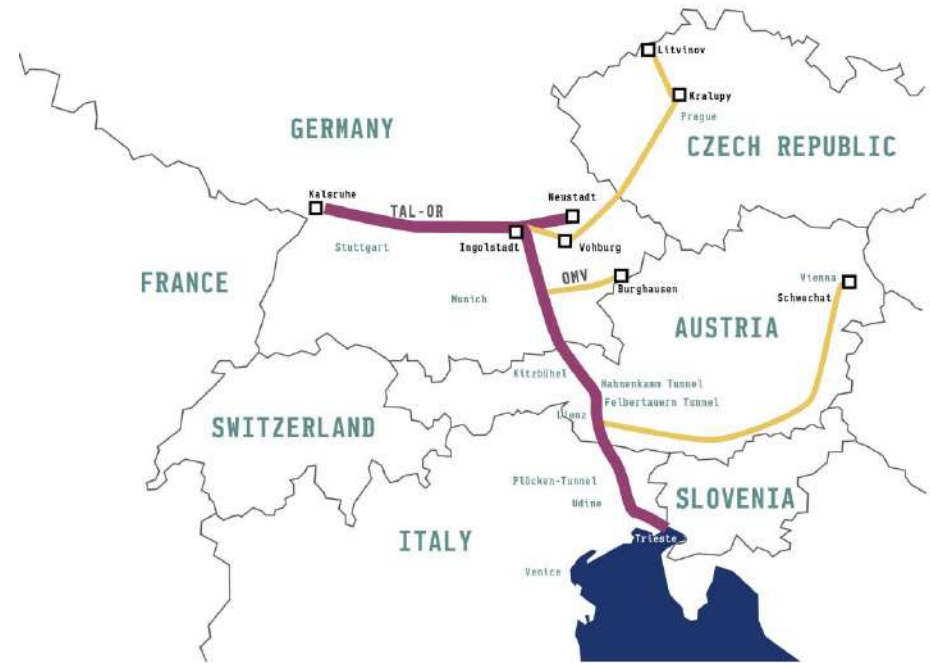 Litvinov
Kralupy
Prague
GERMANY
CZECH REPUBLIC
Kalsruhe
Neustadt
TAL-OR
Stuttgart
Ingolstadt
Vohburg
FRANCE
OMV
Burghausen
Vienna
Schwechat
Munich
AUSTRIA
Kitzbühel
Hahnenkamm Tunnel
Felbertauern Tunnel
Lienz
SWITZERLAND
Plöcken-Tunnel
Udine
SLOVENIA
ITALY
Trieste
Venice